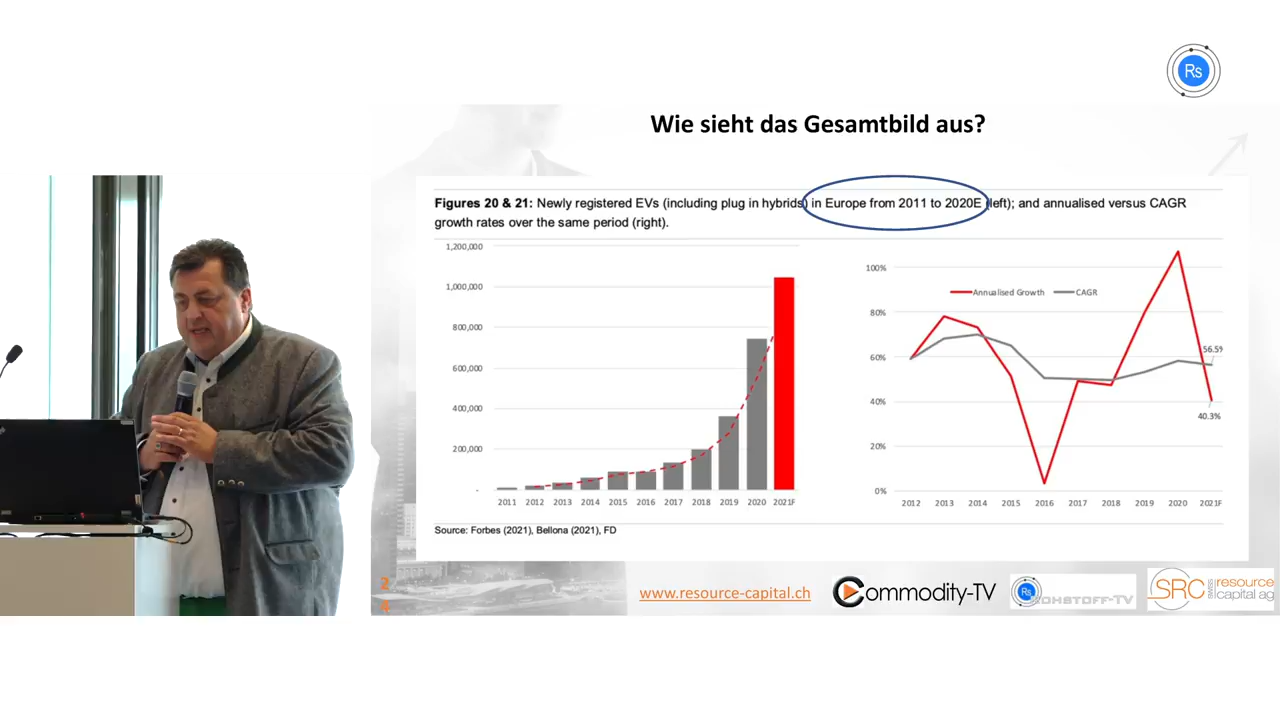 Rs
Wie sieht das Gesamtbild aus?
Figures 20 & 21: Newly registered EVs (including plug in hybrids) in Europe from 2011 to 2020E (left); and annualised versus CAGR
growth rates over the same period (right).
1,200,000
1,000,000
800,000
600,000
400,000
200,000
-
2011 2012 2013 2014 2015 2016 2017 2018 2019 2020 2021F
100%
80%
60%
40%
20%
0%
Annualised Growth CAGR
56.5%
40.3%
2012 2013 2014 2015 2016 2017 2018 2019 2020 2021F
Source: Forbes (2021), Bellona (2021), FD
24
www.resource-capital.ch
Commodity-TV
Rs ROHSTOFF-TV
SRC swiss resource
capital ag